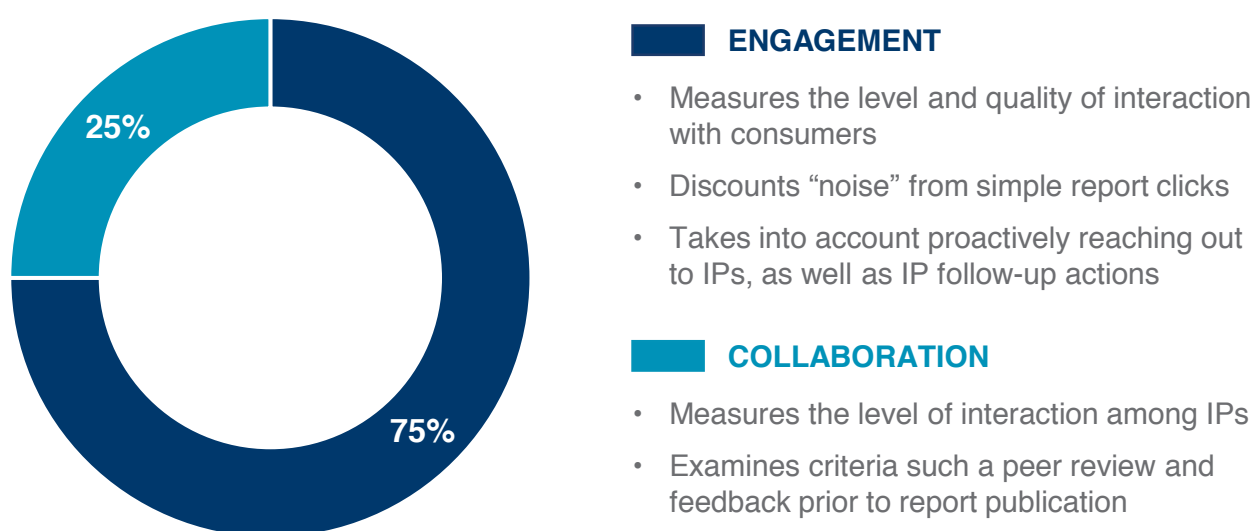 25%
75%
ENGAGEMENT
• Measures the level and quality of interaction
with consumers
• Discounts “noise” from simple report clicks
• Takes into account proactively reaching out
to IPs, as well as IP follow-up actions
COLLABORATION
• Measures the level of interaction among IPs
• Examines criteria such a peer review and
feedback prior to report publication